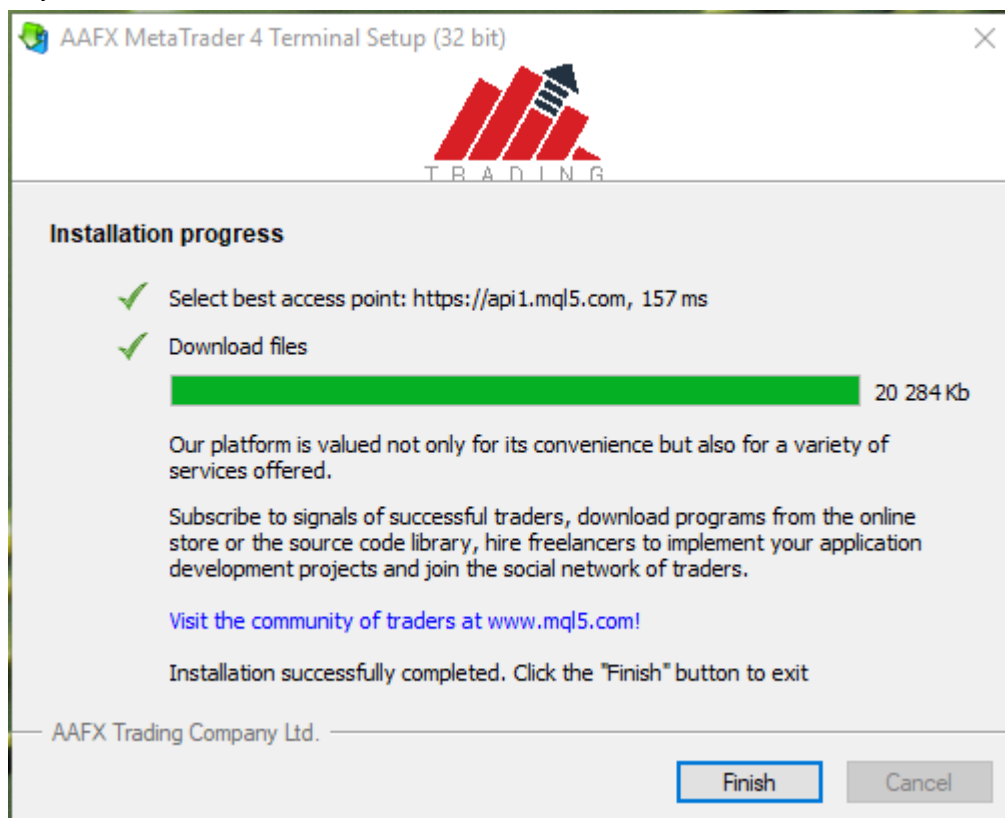 AAFX MetaTrader 4 Terminal Setup (32 bit)
TRADING
Installation progress
Select best access point: https://api1.mql5.com, 157 ms
Download files
20 284 Kb
Our platform is valued not only for its convenience but also for a variety of
services offered.
Subscribe to signals of successful traders, download programs from the online
store or the source code library, hire freelancers to implement your application
development projects and join the social network of traders.
Visit the community of traders at www.mql5.com!
Installation successfully completed. Click the "Finish" button to exit
AAFX Trading Company Ltd.
Finish
Cancel